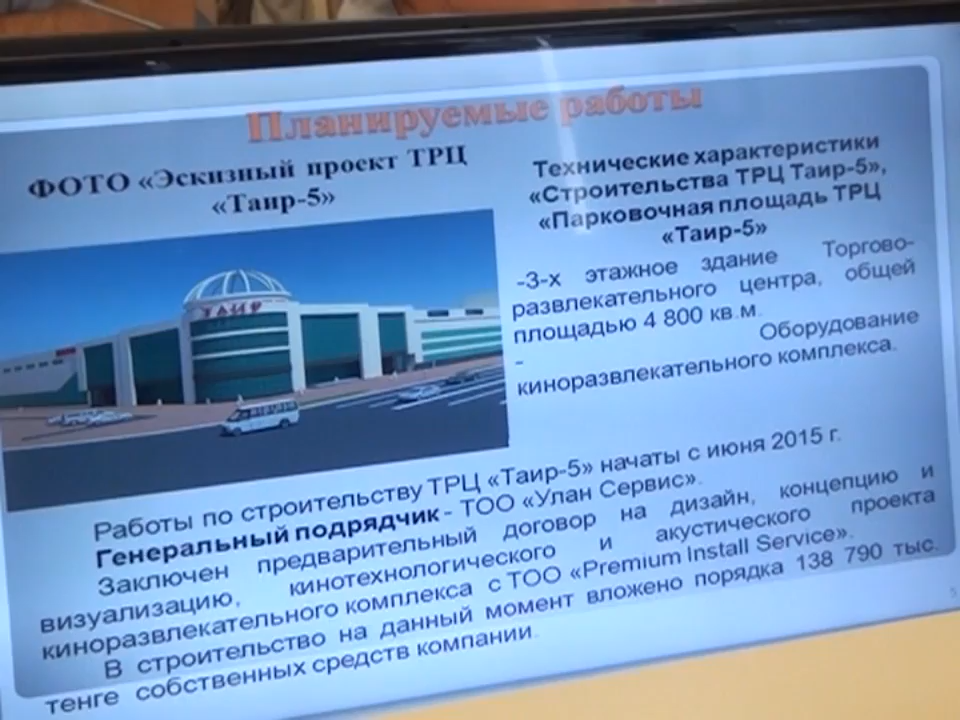 Планируемые работы
ФОТО «Эскизный проект ТРЦ
«Таир-5»
ТАИР
Технические характеристики
«Строительства ТРЦ Таир-5»,
«Парковочная площадь ТРЦ
«Таир-5»
-3-х этажное здание Торгово-
развлекательного центра, общей
площадью 4 800 кв.м.
- Оборудование
киноразвлекательного комплекса.
Работы по строительству ТРЦ «Таир-5» начаты с июня 2015 г.
Генеральный подрядчик - ТОО «Улан Сервис».
Заключен предварительный договор на дизайн, концепцию и
визуализацию, кинотехнологического и акустического проекта
киноразвлекательного комплекса с ТОО «Premium Install Service».
В строительство на данный момент вложено порядка 138 790 тыс.
тенге собственных средств компании.
5